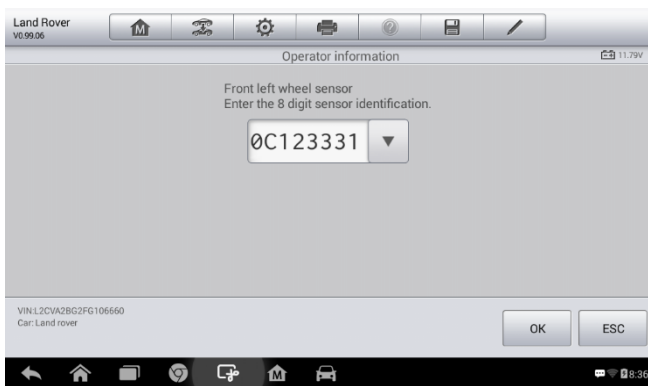 Land Rover
V0.99.06
M
?
Operator information
11.79V
Front left wheel sensor
Enter the 8 digit sensor identification.
0C123331
VIN:L2CVA2BG2FG106660
Car:Land rover
OK
ESC
M
8:36